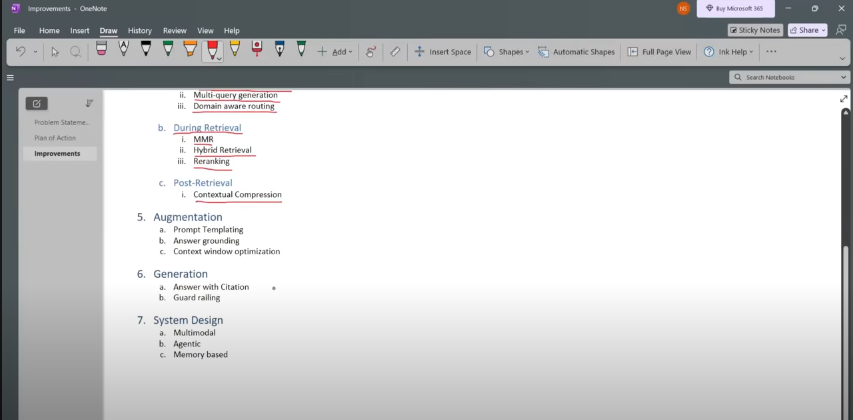 Improvements - OneNote
NS
Buy Microsoft 365
File Home Insert Draw History Review View Help
Sticky Notes
Share
Add
Insert Space
Shapes
Automatic Shapes
Full Page View
Ink Help
Search Notebooks
Problem Stateme...
Plan of Action
Improvements
ii. Multi-query generation
iii. Domain aware routing
b. During Retrieval
i. MMR
ii. Hybrid Retrieval
iii. Reranking
c. Post-Retrieval
i. Contextual Compression
5. Augmentation
a. Prompt Templating
b. Answer grounding
c. Context window optimization
6. Generation
a. Answer with Citation
b. Guard railing
7. System Design
a. Multimodal
b. Agentic
c. Memory based